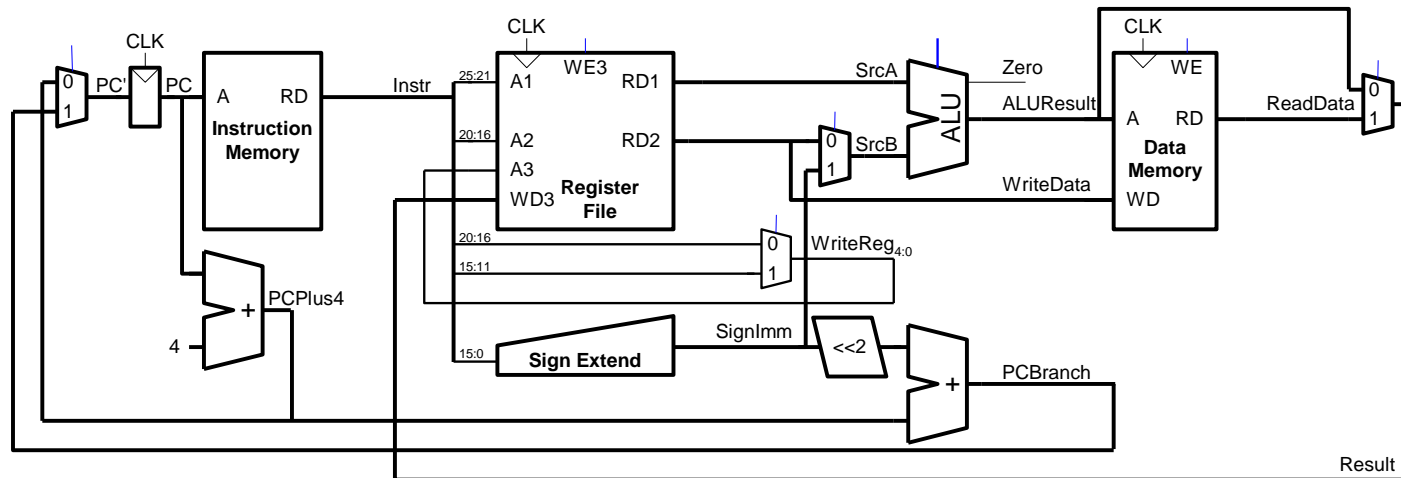 CLK
CLK
CLK
0
1
PC'
PC
A
RD
Instruction
Memory
Instr
25:21
20:16
A1
WE3
RD1
A2
RD2
A3
WD3
Register
File
SrcA
0
1
SrcB
ALU
Zero
ALUResult
WriteData
WE
A
RD
Data
Memory
WD
ReadData
0
1
20:16
15:11
0
1
WriteReg4:0
4
+
PCPlus4
15:0
Sign Extend
SignImm
<<2
+
PCBranch
Result